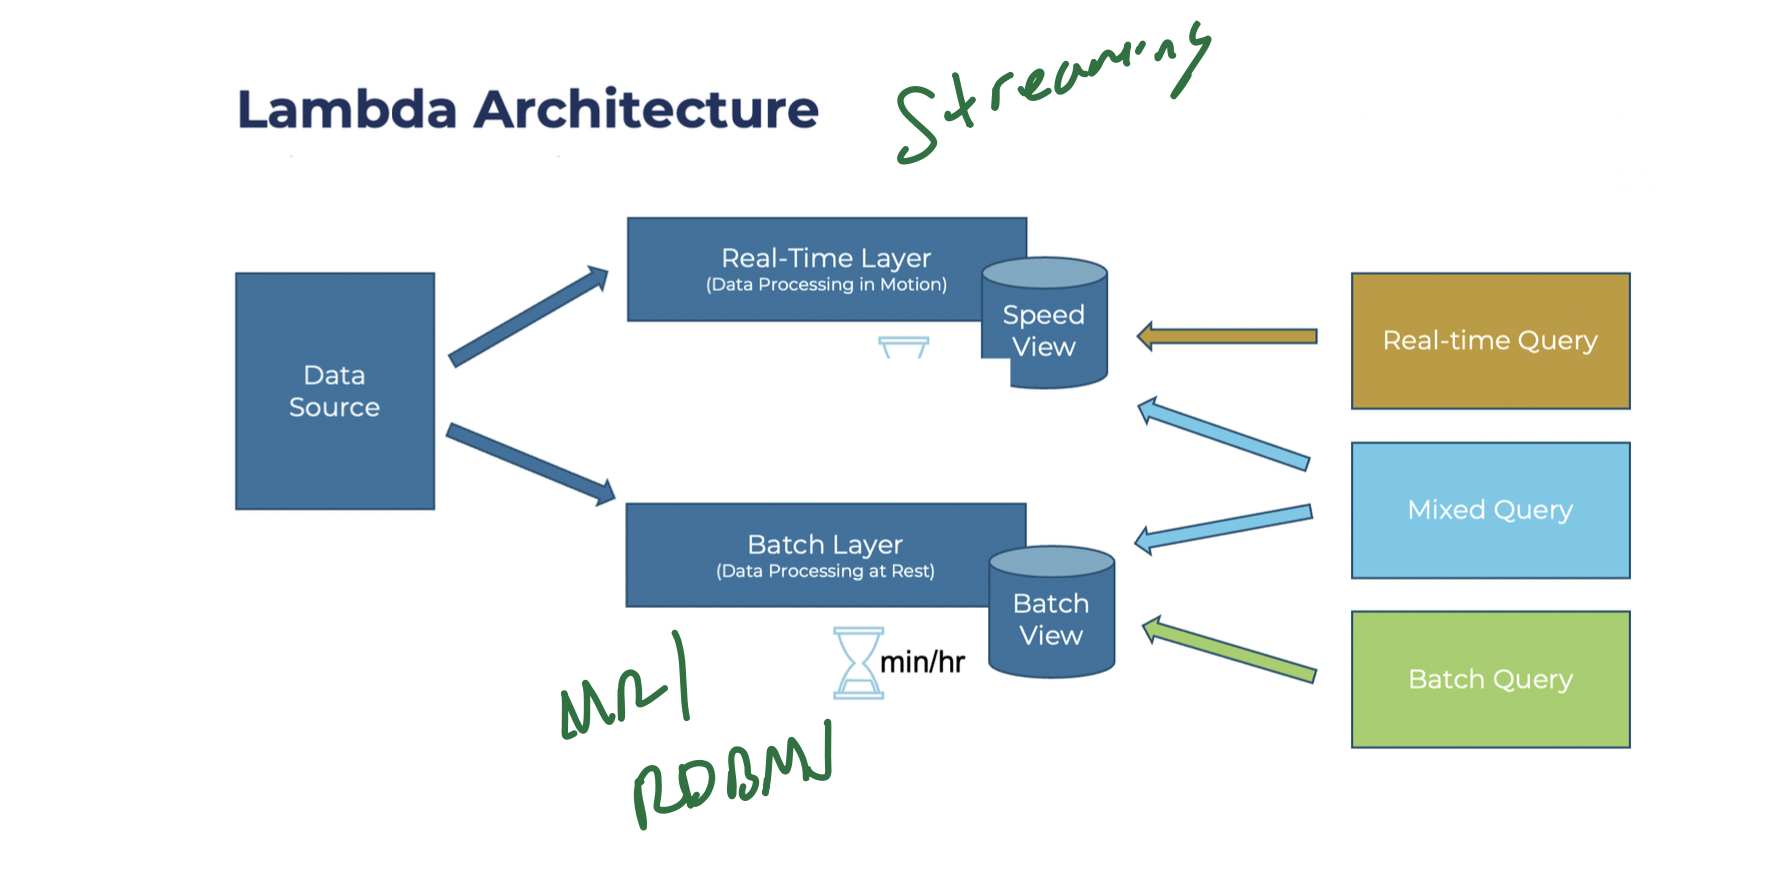 Lambda Architecture
Streaming
Real-Time Layer
(Data Processing in Motion)
Speed
View
Data
Source
Real-time Query
Mixed Query
Batch Layer
(Data Processing at Rest)
Batch
View
min/hr
Batch Query
MR/
RDBMS